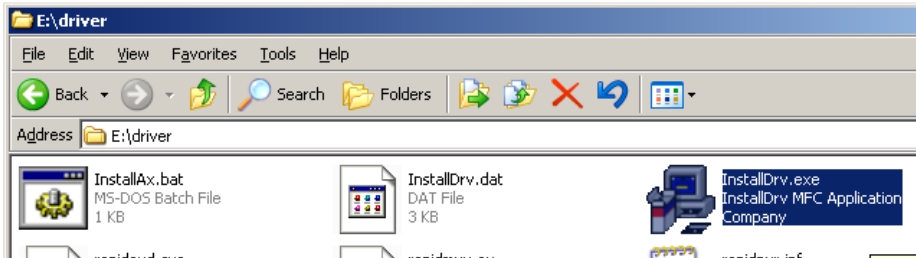 E:\driver
File Edit View Favorites Tools Help
Back Search Folders
Address E:\driver
InstallAx.bat
MS-DOS Batch File
1 KB
InstallDrv.dat
DAT File
3 KB
InstallDrv.exe
InstallDrv MFC Application
Company